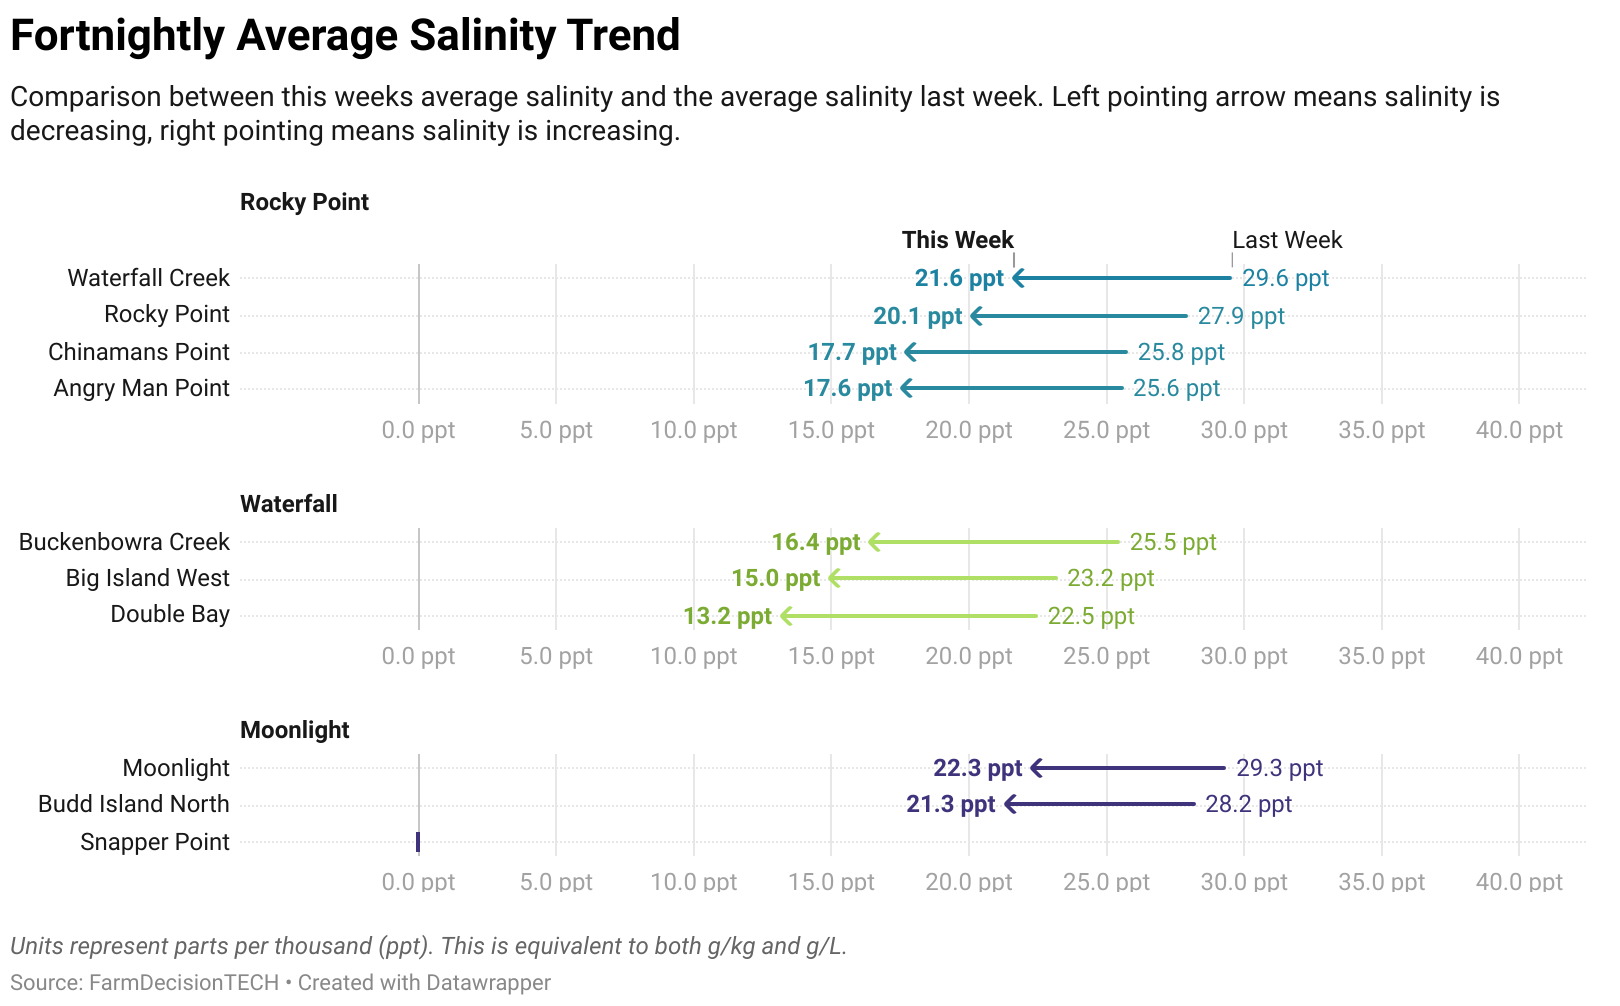 Fortnightly Average Salinity Trend
Comparison between this weeks average salinity and the average salinity last week. Left pointing arrow means salinity is
decreasing, right pointing means salinity is increasing.
Rocky Point
This Week Last Week
Waterfall Creek 21.6 ppt 29.6 ppt
Rocky Point 20.1 ppt 27.9 ppt
Chinamans Point 17.7 ppt 25.8 ppt
Angry Man Point 17.6 ppt 25.6 ppt
0.0 ppt 5.0 ppt 10.0 ppt 15.0 ppt 20.0 ppt 25.0 ppt 30.0 ppt 35.0 ppt 40.0 ppt
Waterfall
Buckenbowra Creek 16.4 ppt 25.5 ppt
Big Island West 15.0 ppt 23.2 ppt
Double Bay 13.2 ppt 22.5 ppt
0.0 ppt 5.0 ppt 10.0 ppt 15.0 ppt 20.0 ppt 25.0 ppt 30.0 ppt 35.0 ppt 40.0 ppt
Moonlight
Moonlight 22.3 ppt 29.3 ppt
Budd Island North 21.3 ppt 28.2 ppt
Snapper Point
0.0 ppt 5.0 ppt 10.0 ppt 15.0 ppt 20.0 ppt 25.0 ppt 30.0 ppt 35.0 ppt 40.0 ppt
Units represent parts per thousand (ppt). This is equivalent to both g/kg and g/L.
Source: FarmDecisionTECH • Created with Datawrapper